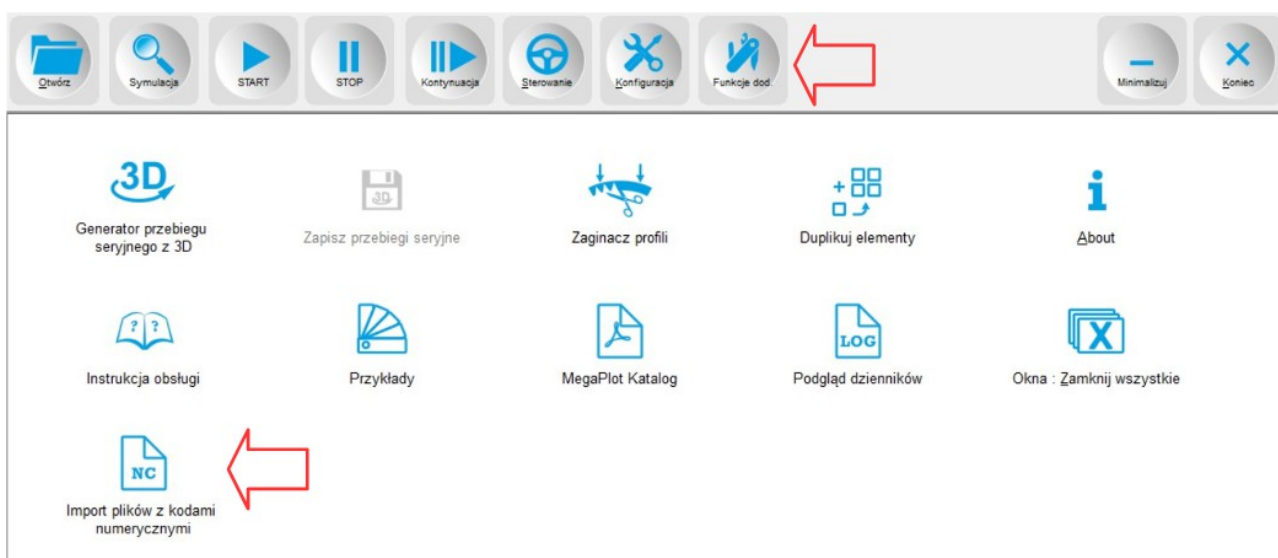 Otwórz
Symulacja
START
STOP
Kontynuacja
Sterowanie
Konfiguracja
Funkcje dod.
Minimalizuj
Koniec
3D
Generator przebiegu
seryjnego z 3D
3D
Zapisz przebiegi seryjne
Zaginacz profili
Duplikuj elementy
i
About
? ?
Instrukcja obsługi
Przykłady
MegaPlot Katalog
LOG
Podgląd dzienników
X
Okna : Zamknij wszystkie
NC
Import plików z kodami
numerycznymi